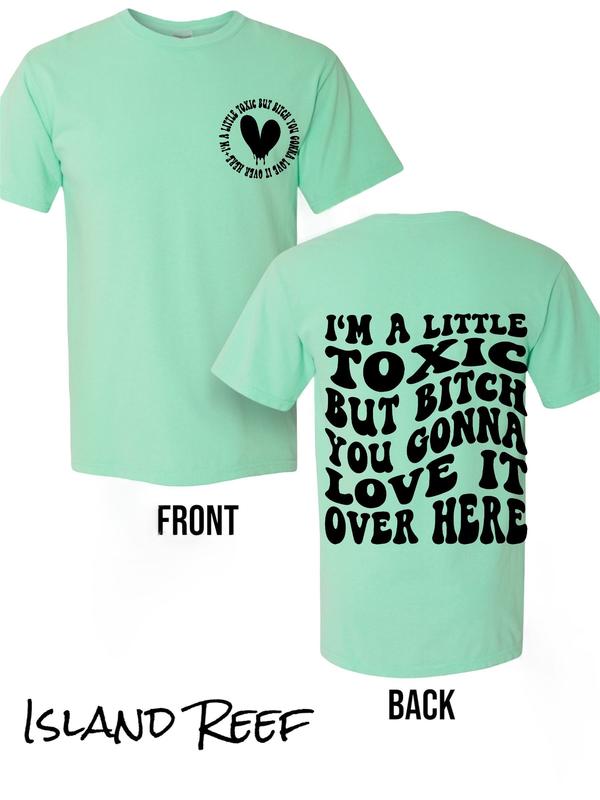 I'M A LITTLE TOXIC BUT BITCH YOU GONNA LOVE IT OVER HERE •
I'M A LITTLE
TOXIC
BUT BITCH
YOU GONNA
LOVE IT
OVER HERE
FRONT
BACK
ISLAND REEF